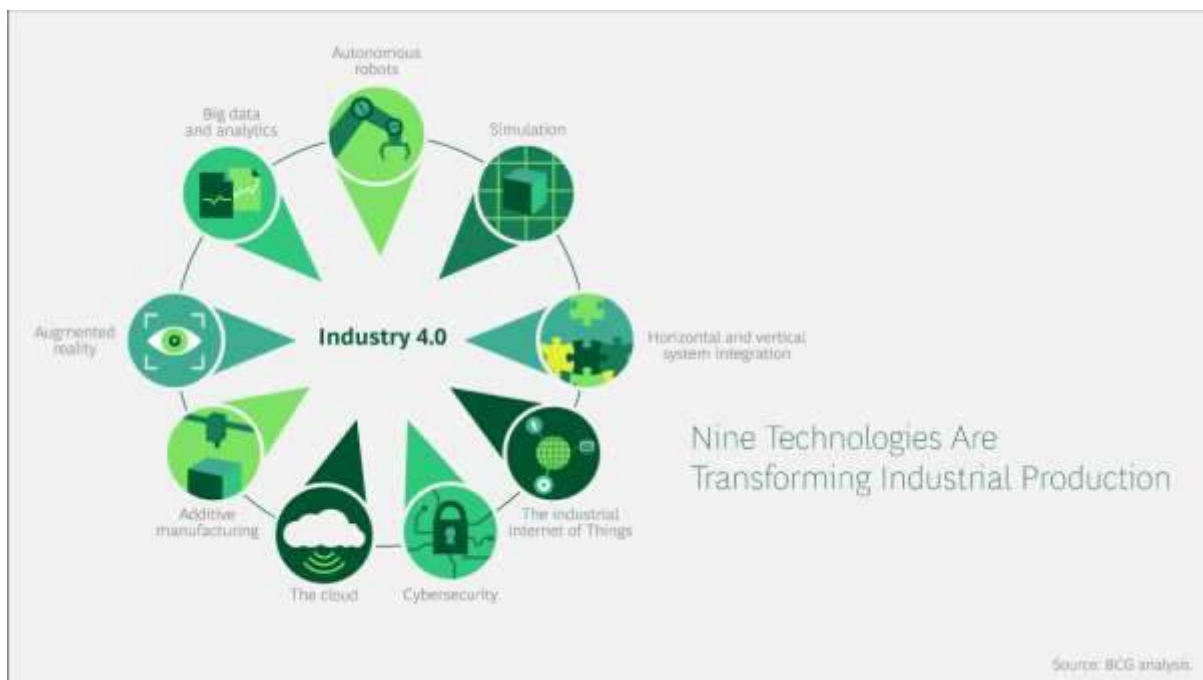 Autonomous
robots
Big data
and analytics
Simulation
Augmented
reality
Industry 4.0
Horizontal and vertical
system integration
Nine Technologies Are
Transforming Industrial Production
Additive
manufacturing
The industrial
internet of Things
The cloud
Cybersecurity
Source: BCG analysis.